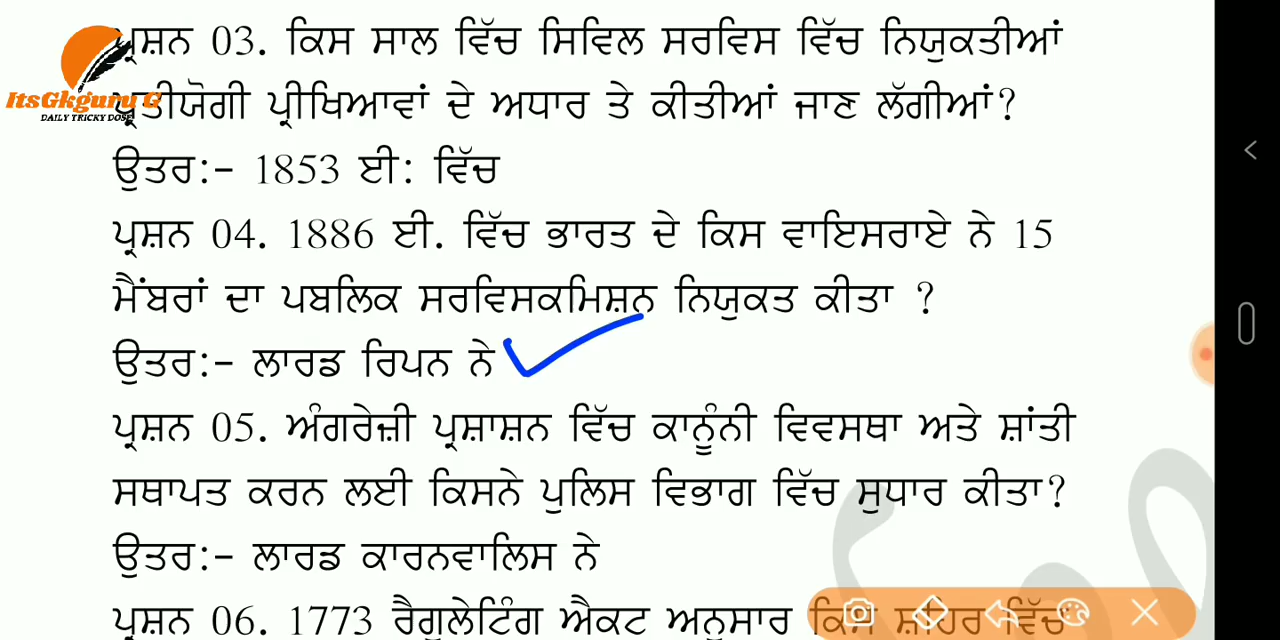 ਪ੍ਰਸ਼ਨ 03. ਕਿਸ ਸਾਲ ਵਿੱਚ ਸਿਵਿਲ ਸਰਵਿਸ ਵਿੱਚ ਨਿਯੁਕਤੀਆਂ
ItsGkguru G
ਪ੍ਰਤੀਯੋਗੀ ਪ੍ਰੀਖਿਆਵਾਂ ਦੇ ਅਧਾਰ ਤੇ ਕੀਤੀਆਂ ਜਾਣ ਲੱਗੀਆਂ?
DAILY TRICKY DOSE
ਉਤਰ:- 1853 ਈ: ਵਿੱਚ
ਪ੍ਰਸ਼ਨ 04. 1886 ਈ. ਵਿੱਚ ਭਾਰਤ ਦੇ ਕਿਸ ਵਾਇਸਰਾਏ ਨੇ 15
ਮੈਂਬਰਾਂ ਦਾ ਪਬਲਿਕ ਸਰਵਿਸਕਮਿਸ਼ਨ ਨਿਯੁਕਤ ਕੀਤਾ ?
ਉਤਰ:- ਲਾਰਡ ਰਿਪਨ ਨੇ
ਪ੍ਰਸ਼ਨ 05. ਅੰਗਰੇਜ਼ੀ ਪ੍ਰਸ਼ਾਸ਼ਨ ਵਿੱਚ ਕਾਨੂੰਨੀ ਵਿਵਸਥਾ ਅਤੇ ਸ਼ਾਂਤੀ
ਸਥਾਪਤ ਕਰਨ ਲਈ ਕਿਸਨੇ ਪੁਲਿਸ ਵਿਭਾਗ ਵਿੱਚ ਸੁਧਾਰ ਕੀਤਾ?
ਉਤਰ:- ਲਾਰਡ ਕਾਰਨਵਾਲਿਸ ਨੇ
ਪ੍ਰਸ਼ਨ 06. 1773 ਰੈਗੂਲੇਟਿੰਗ ਐਕਟ ਅਨੁਸਾਰ ਕਿਸ ਸ਼ਹਿਰ ਵਿੱਚ